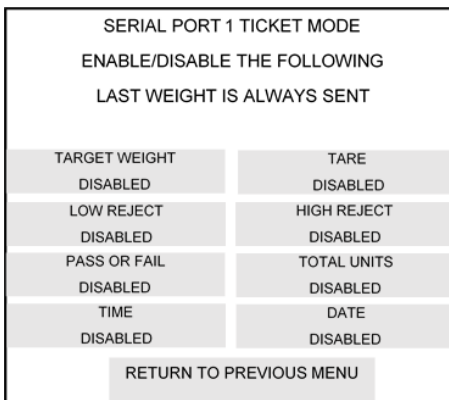 SERIAL PORT 1 TICKET MODE
ENABLE/DISABLE THE FOLLOWING
LAST WEIGHT IS ALWAYS SENT
TARGET WEIGHT
DISABLED
TARE
DISABLED
LOW REJECT
DISABLED
HIGH REJECT
DISABLED
PASS OR FAIL
DISABLED
TOTAL UNITS
DISABLED
TIME
DISABLED
DATE
DISABLED
RETURN TO PREVIOUS MENU